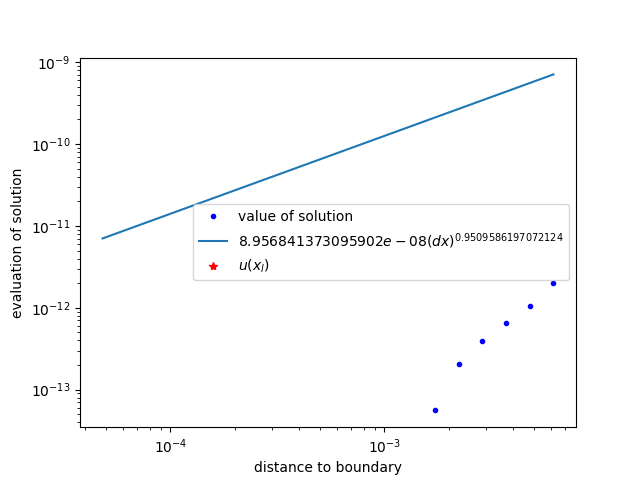 10^{-9}
10^{-10}
10^{-11}
10^{-12}
10^{-13}
evaluation of solution
value of solution
8.956841373095902e − 08(dx)^{0.9509586197072124}
u(x_l)
10^{-4}
10^{-3}
distance to boundary